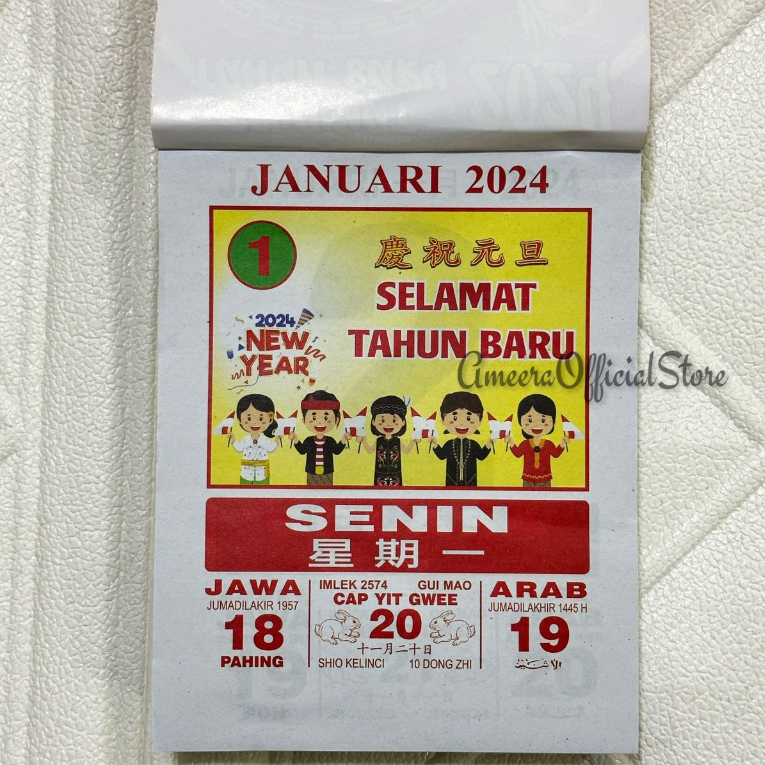 JANUARI 2024
1
慶祝元旦
SELAMAT
TAHUN BARU
2024
NEW
YEAR
AmeeraOfficialStore
SENIN
星期一
JAWA
JUMADILAKIR 1957
18
PAHING
IMLEK 2574 GUI MAO
CAP YIT GWEE
20
十一月二十日
SHIO KELINCI 10 DONG ZHI
ARAB
JUMADILAKHIR 1445 H
19